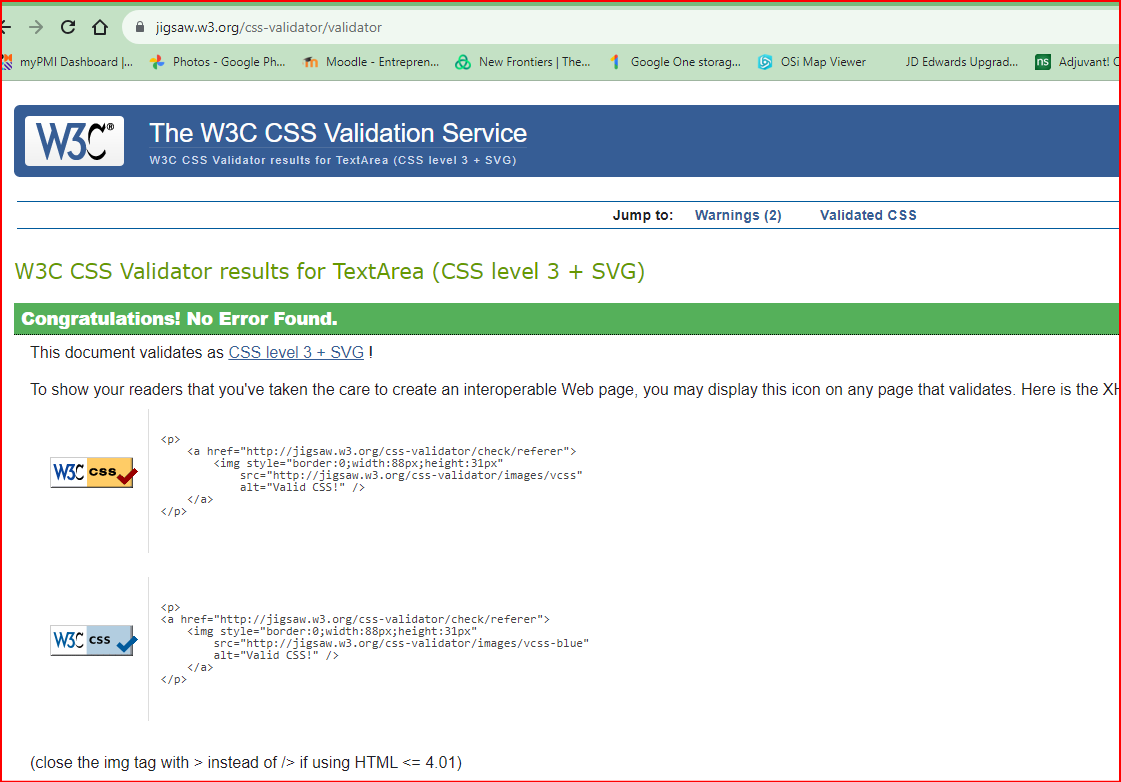 jigsaw.w3.org/css-validator/validator
myPMI Dashboard |... Photos - Google Ph... Moodle - Entrepren... New Frontiers | The... Google One storag... OSi Map Viewer JD Edwards Upgrad... ns Adjuvant! O
W3C® The W3C CSS Validation Service
W3C CSS Validator results for TextArea (CSS level 3 + SVG)
Jump to: Warnings (2) Validated CSS
W3C CSS Validator results for TextArea (CSS level 3 + SVG)
Congratulations! No Error Found.
This document validates as CSS level 3 + SVG !
To show your readers that you've taken the care to create an interoperable Web page, you may display this icon on any page that validates. Here is the XH
<p>
<a href="http://jigsaw.w3.org/css-validator/check/referer">
<img style="border:0;width:88px;height:31px"
W3C css
src="http://jigsaw.w3.org/css-validator/images/vcss"
alt="Valid CSS!" />
</a>
</p>
<p>
<a href="http://jigsaw.w3.org/css-validator/check/referer">
<img style="border:0;width:88px;height:31px"
W3C css
src="http://jigsaw.w3.org/css-validator/images/vcss-blue"
alt="Valid CSS!" />
</a>
</p>
(close the img tag with > instead of /> if using HTML <= 4.01)